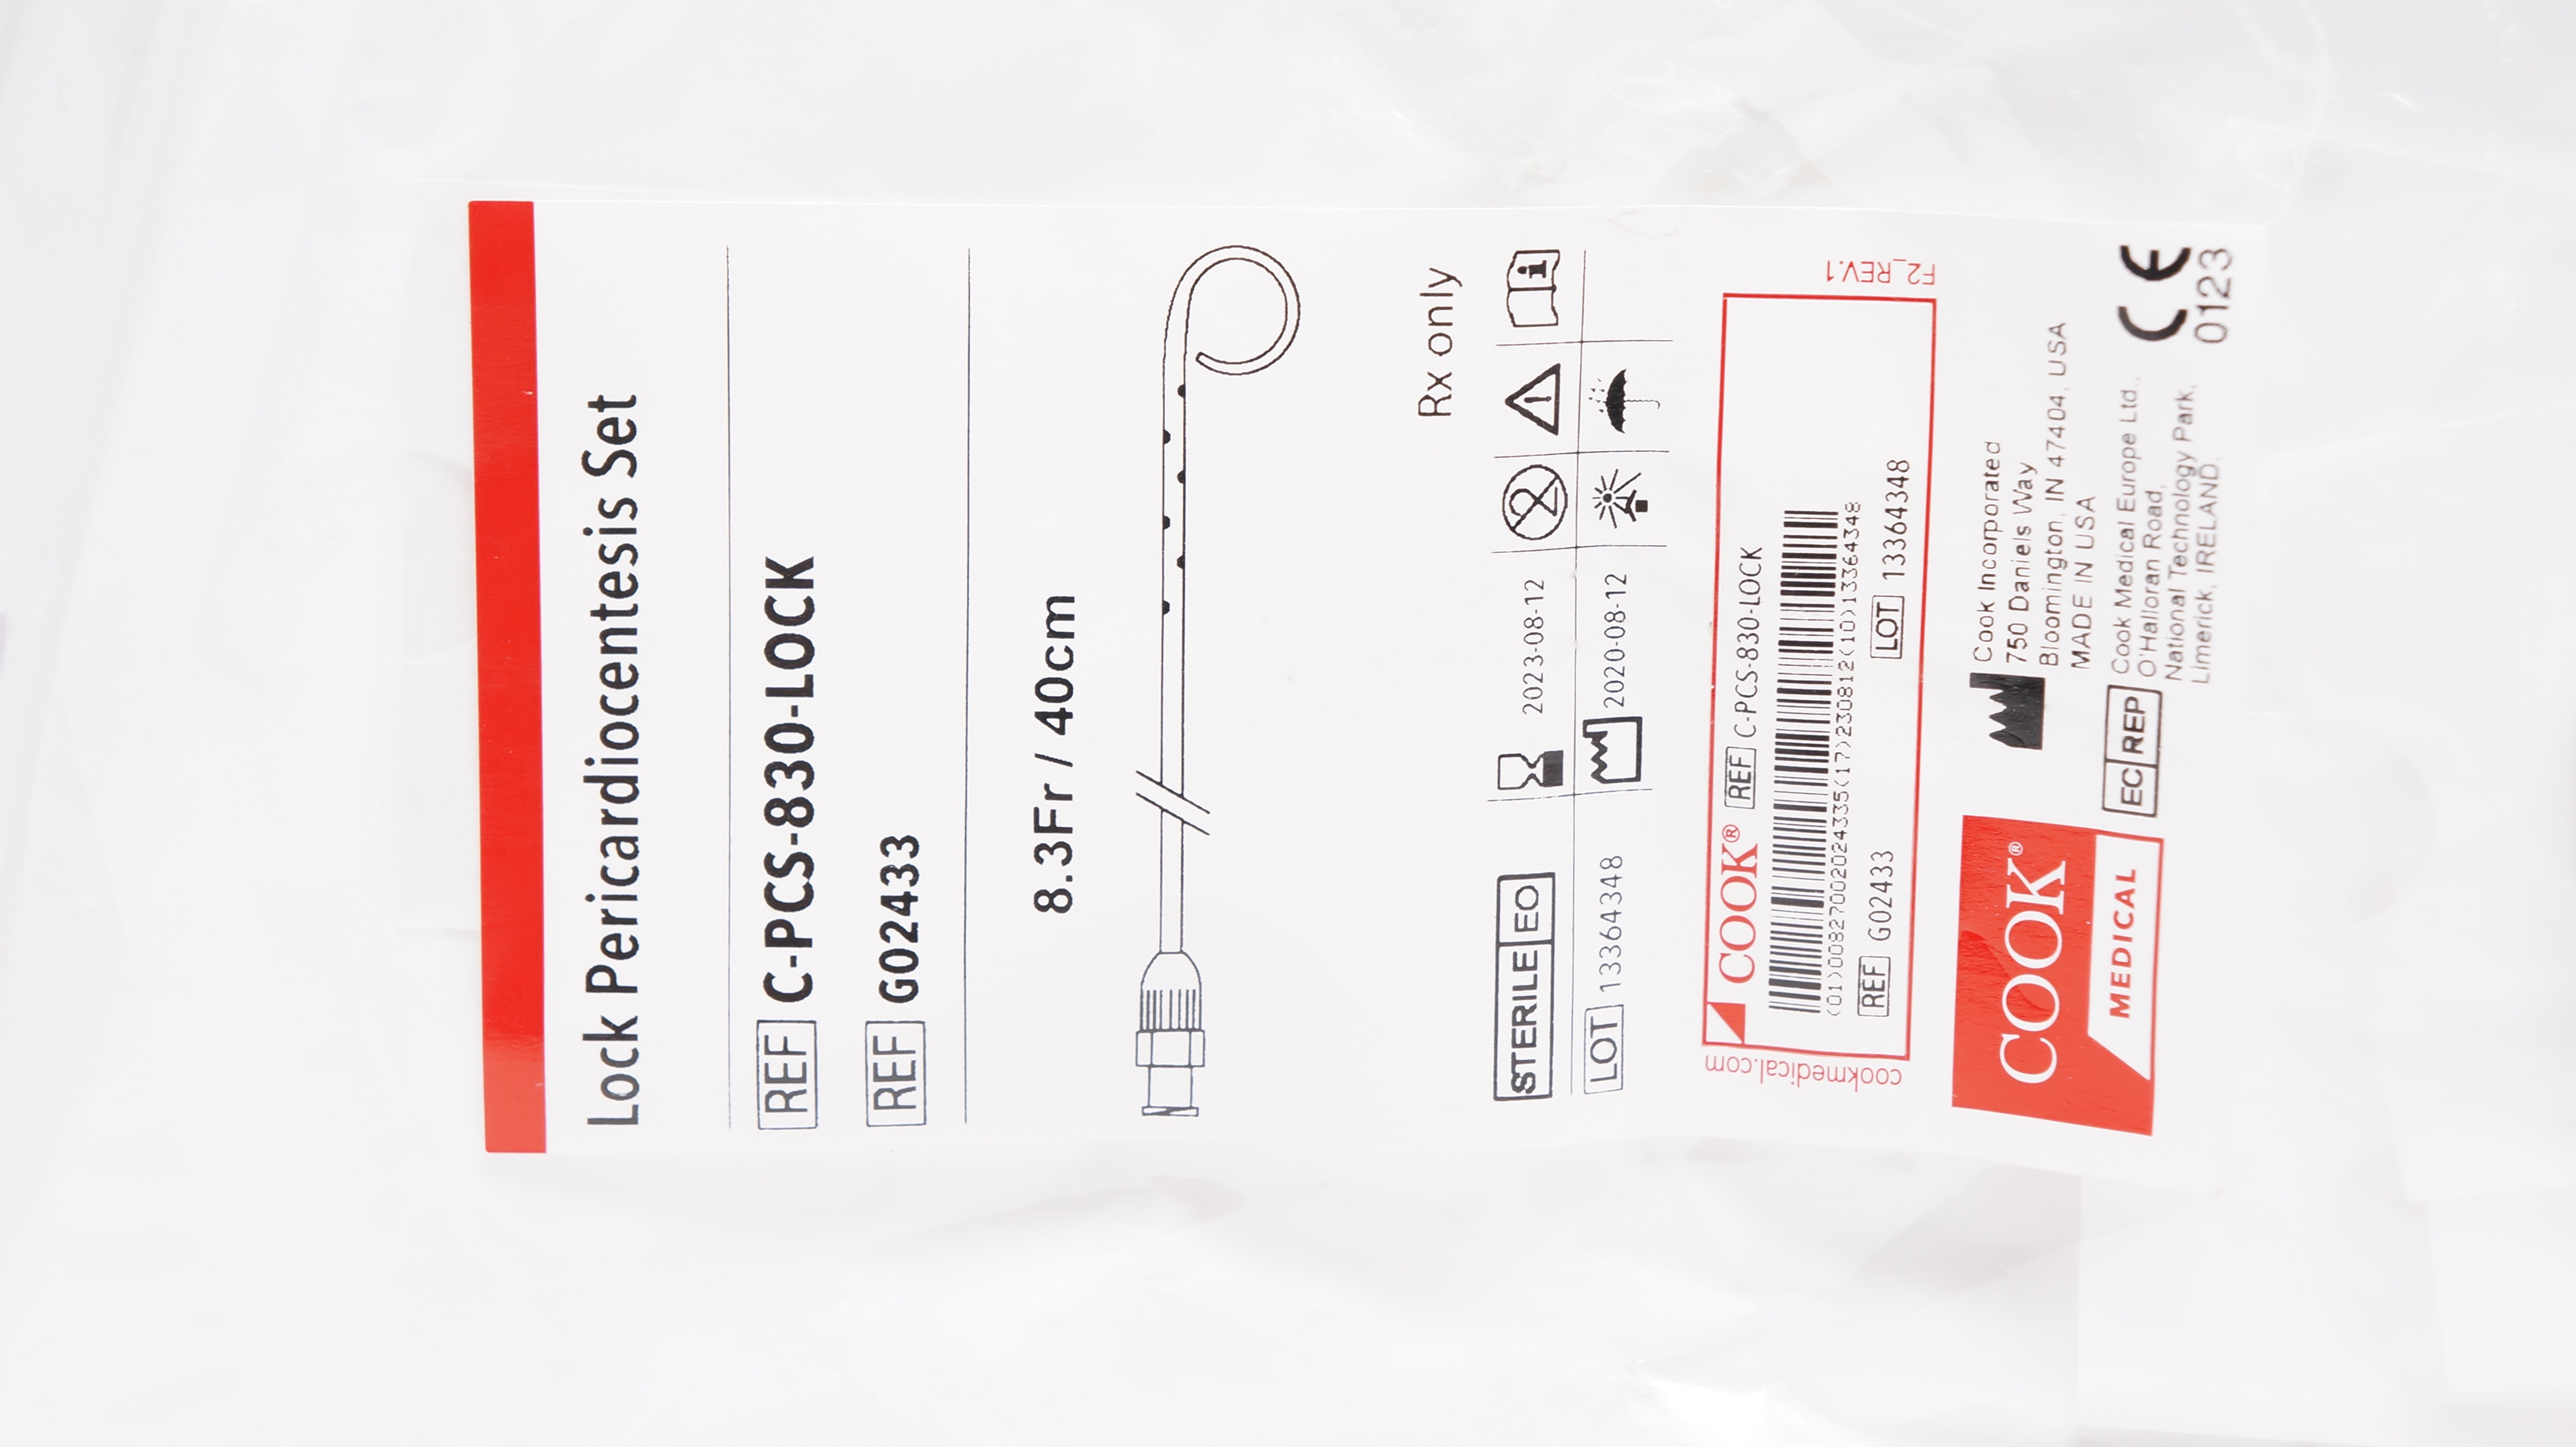 Lock Pericardiocentesis Set
REF C-PCS-830-LOCK
REF G02433
8.3Fr / 40cm
Rx only
STERILE EO
2023-08-12
2
LOT 13364348
2020-08-12
F2_REV.1
COOK® REF C-PCS-830-LOCK
(01)00827002024335(17)230812(10)13364348
REF G02433 LOT 13364348
cookmedical.com
COOK®
MEDICAL
Cook Incorporated
750 Daniels Way
Bloomington, IN 47404, USA
MADE IN USA
EC REP
Cook Medical Europe Ltd.,
O'Halloran Road,
National Technology Park,
Limerick, IRELAND.
CE
0123